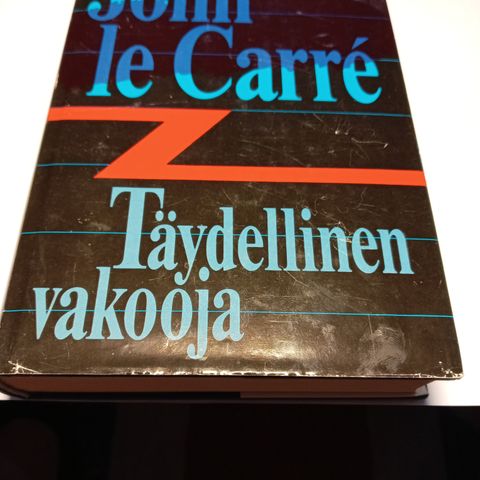 John
le Carré
Täydellinen
vakooja